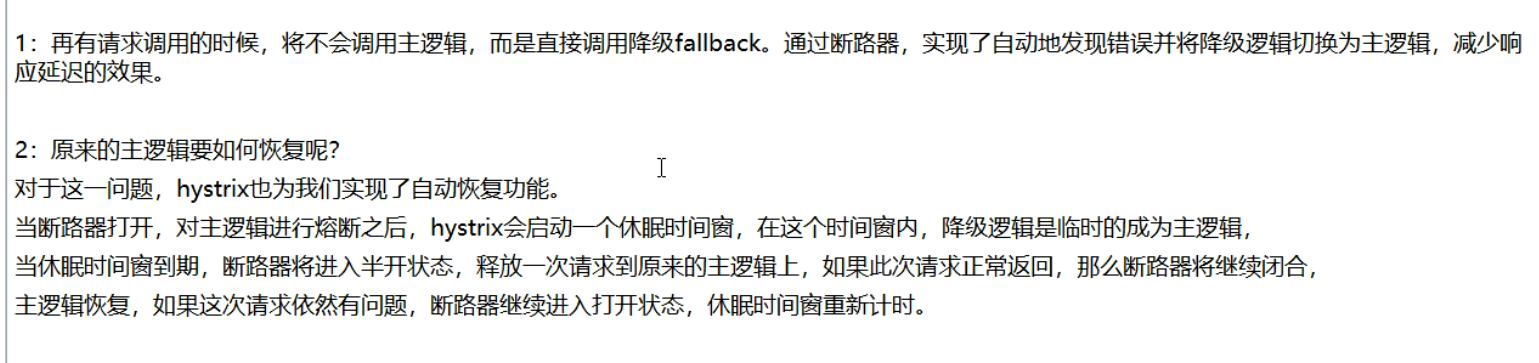 1：再有请求调用的时候，将不会调用主逻辑，而是直接调用降级fallback。通过断路器，实现了自动地发现错误并将降级逻辑切换为主逻辑，减少响
应延迟的效果。
2：原来的主逻辑要如何恢复呢？
对于这一问题，hystrix也为我们实现了自动恢复功能。
当断路器打开，对主逻辑进行熔断之后，hystrix会启动一个休眠时间窗，在这个时间窗内，降级逻辑是临时的成为主逻辑，
当休眠时间窗到期，断路器将进入半开状态，释放一次请求到原来的主逻辑上，如果此次请求正常返回，那么断路器将继续闭合，
主逻辑恢复，如果这次请求依然有问题，断路器继续进入打开状态，休眠时间窗重新计时。